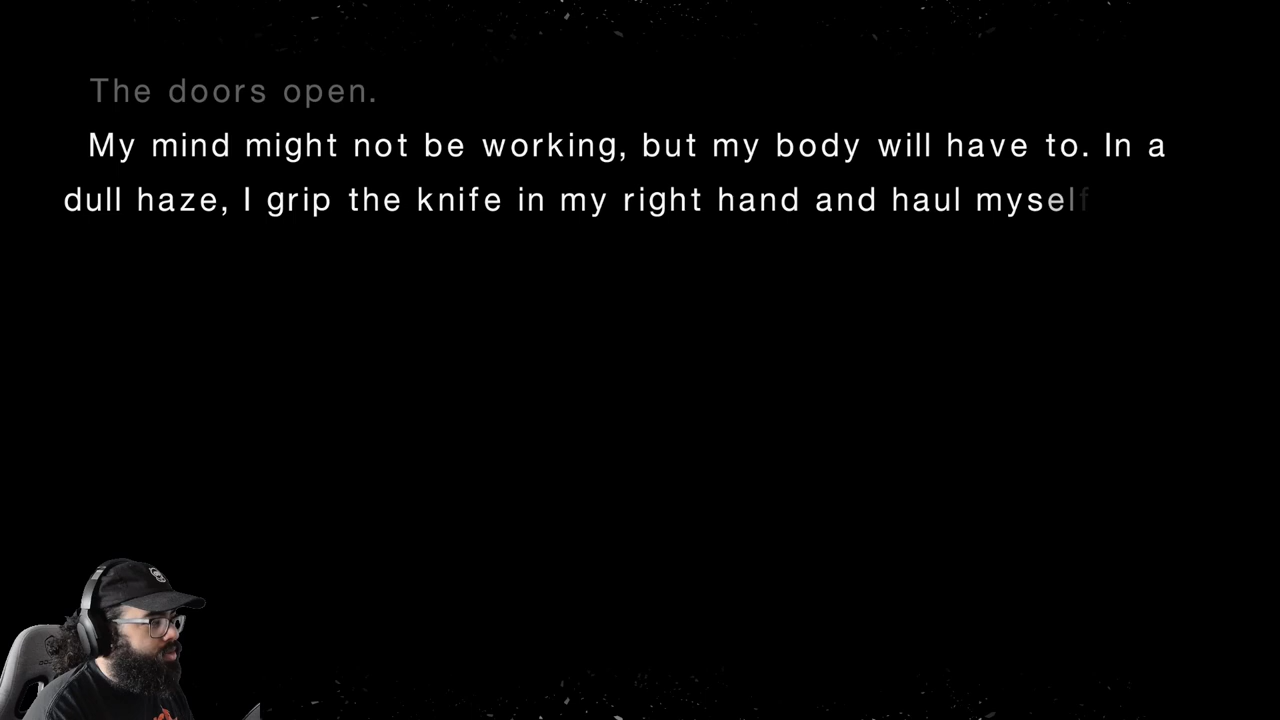 The doors open.
My mind might not be working, but my body will have to. In a
dull haze, I grip the knife in my right hand and haul myself